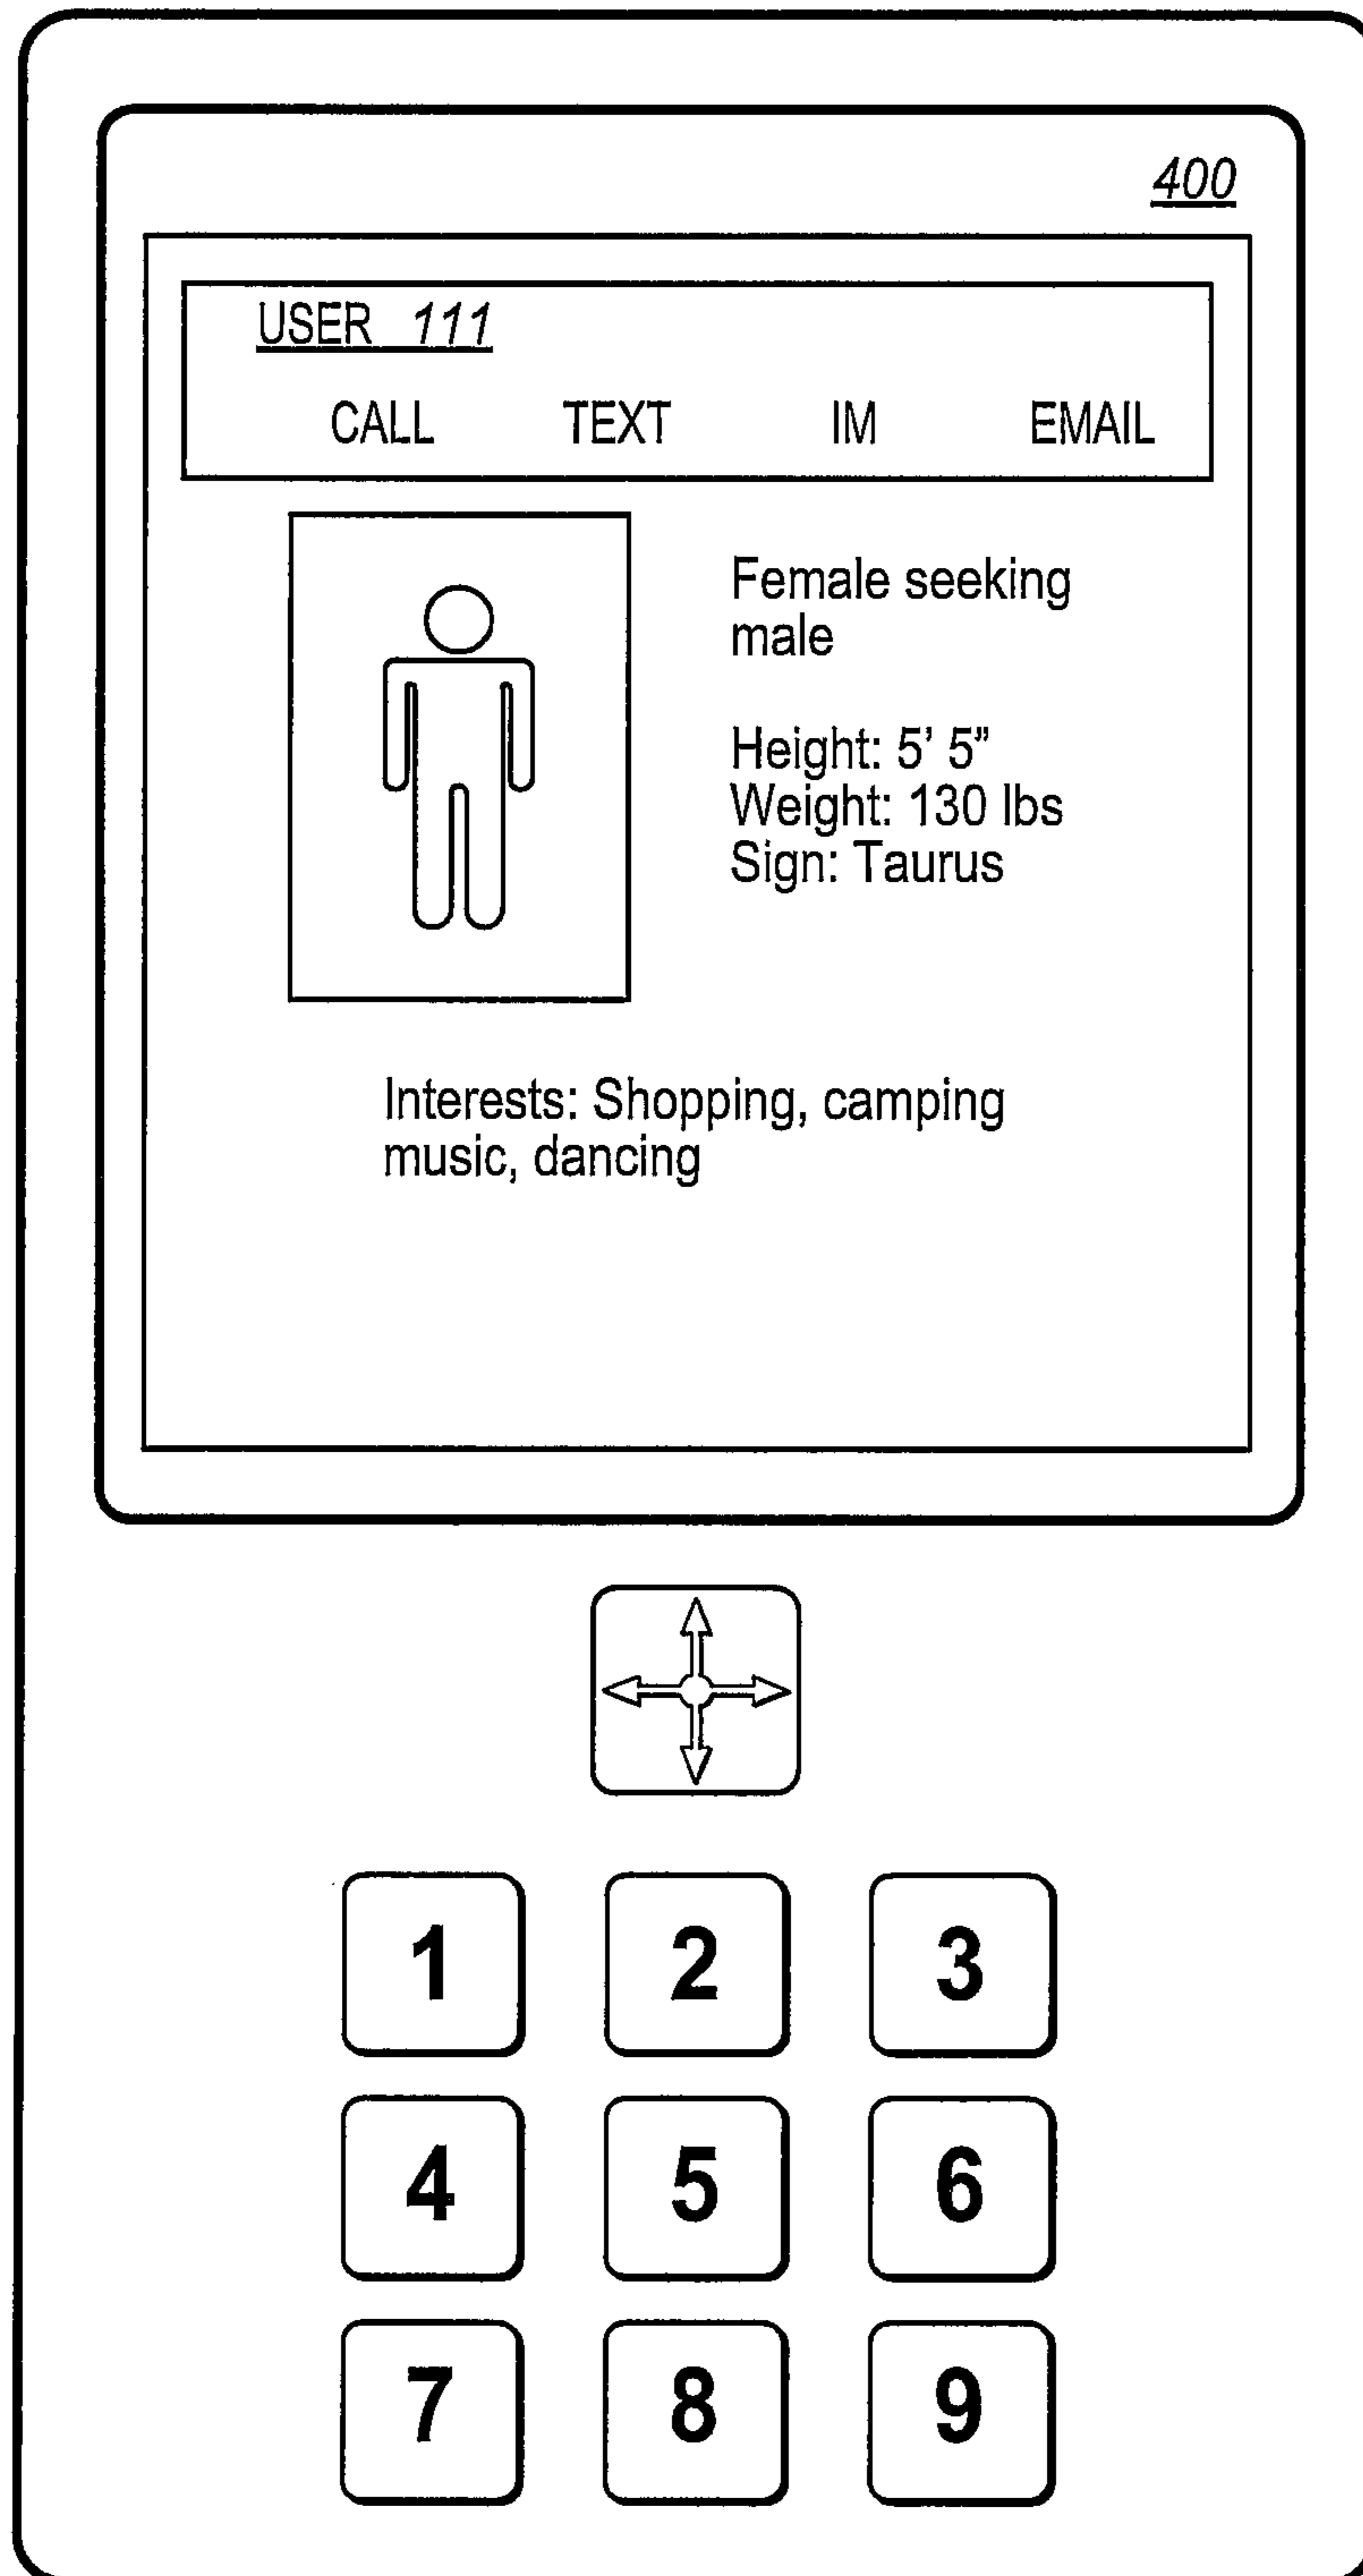 400
USER 111
CALL TEXT IM EMAIL
Female seeking
male
Height: 5' 5”
Weight: 130 lbs
Sign: Taurus
Interests: Shopping, camping
music, dancing
1 2 3
4 5 6
7 8 9